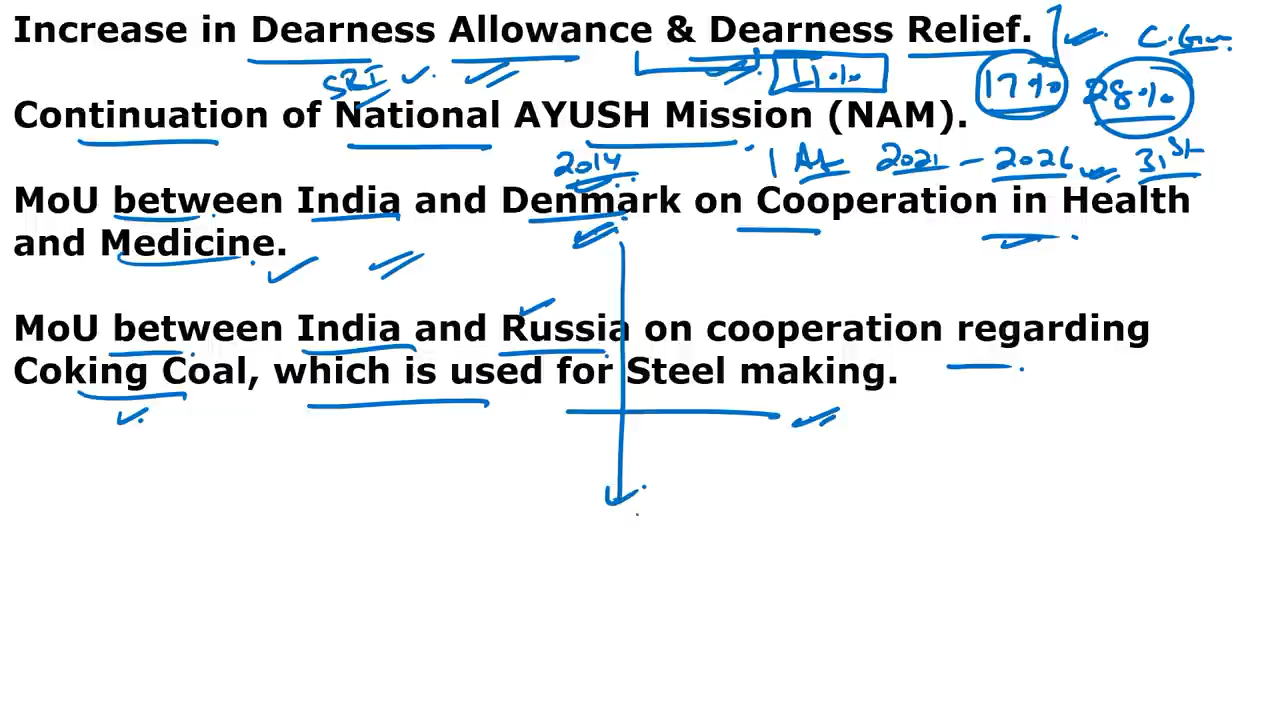 Increase in Dearness Allowance & Dearness Relief.
C. Gov.
SRI
11%
17%
28%
Continuation of National AYUSH Mission (NAM).
2014
1 2021 - 2026 31st
MoU between India and Denmark on Cooperation in Health
and Medicine.
MoU between India and Russia on cooperation regarding
Coking Coal, which is used for Steel making.